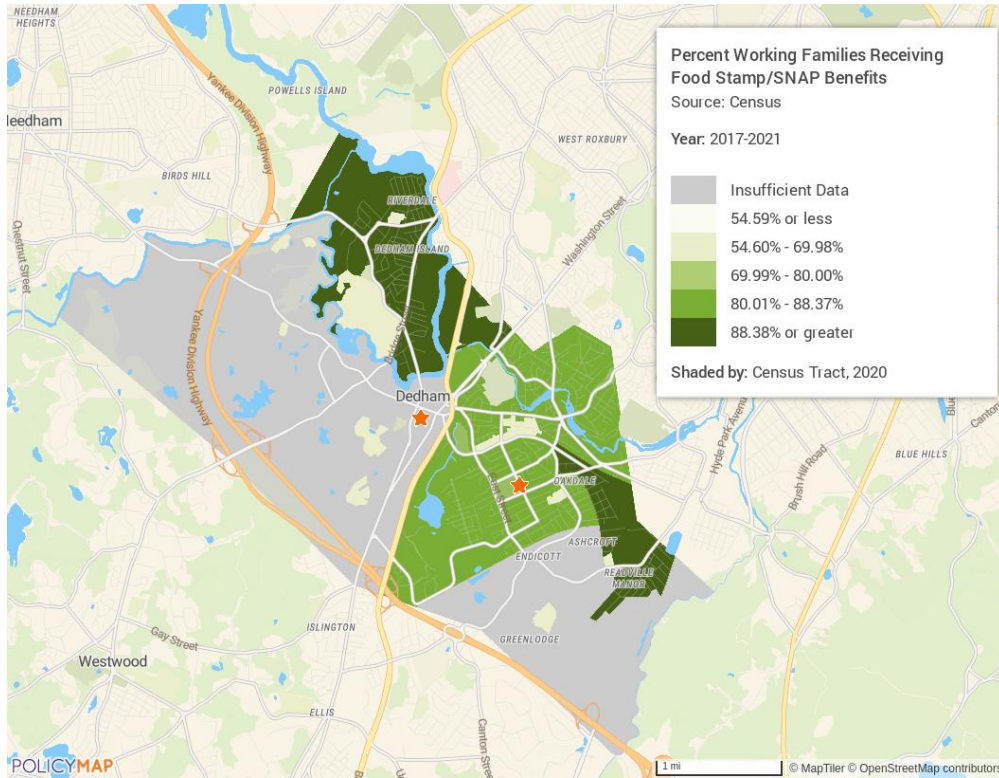 NEEDHAM
HEIGHTS
Yankee Division Highway
POWELLS ISLAND
WEST ROXBURY
BIRDS HILL
Chestnut Street
Washington Street
RIVERDALE
DEDHAM ISLAND
Yankee Division Highway
Dedham
OAKDALE
ASHCROFT
ENDICOTT
READVILLE
MANOR
Hyde Park Avenue
Brush Hill Road
BLUE HILLS
ISLINGTON
GREENLODGE
Gay Street
Westwood
ELLIS
Canton Street
Percent Working Families Receiving
Food Stamp/SNAP Benefits
Source: Census
Year: 2017-2021
Insufficient Data
54.59% or less
54.60% - 69.98%
69.99% - 80.00%
80.01% - 88.37%
88.38% or greater
Shaded by: Census Tract, 2020
POLICYMAP
1 mi
© MapTiler © OpenStreetMap contributors